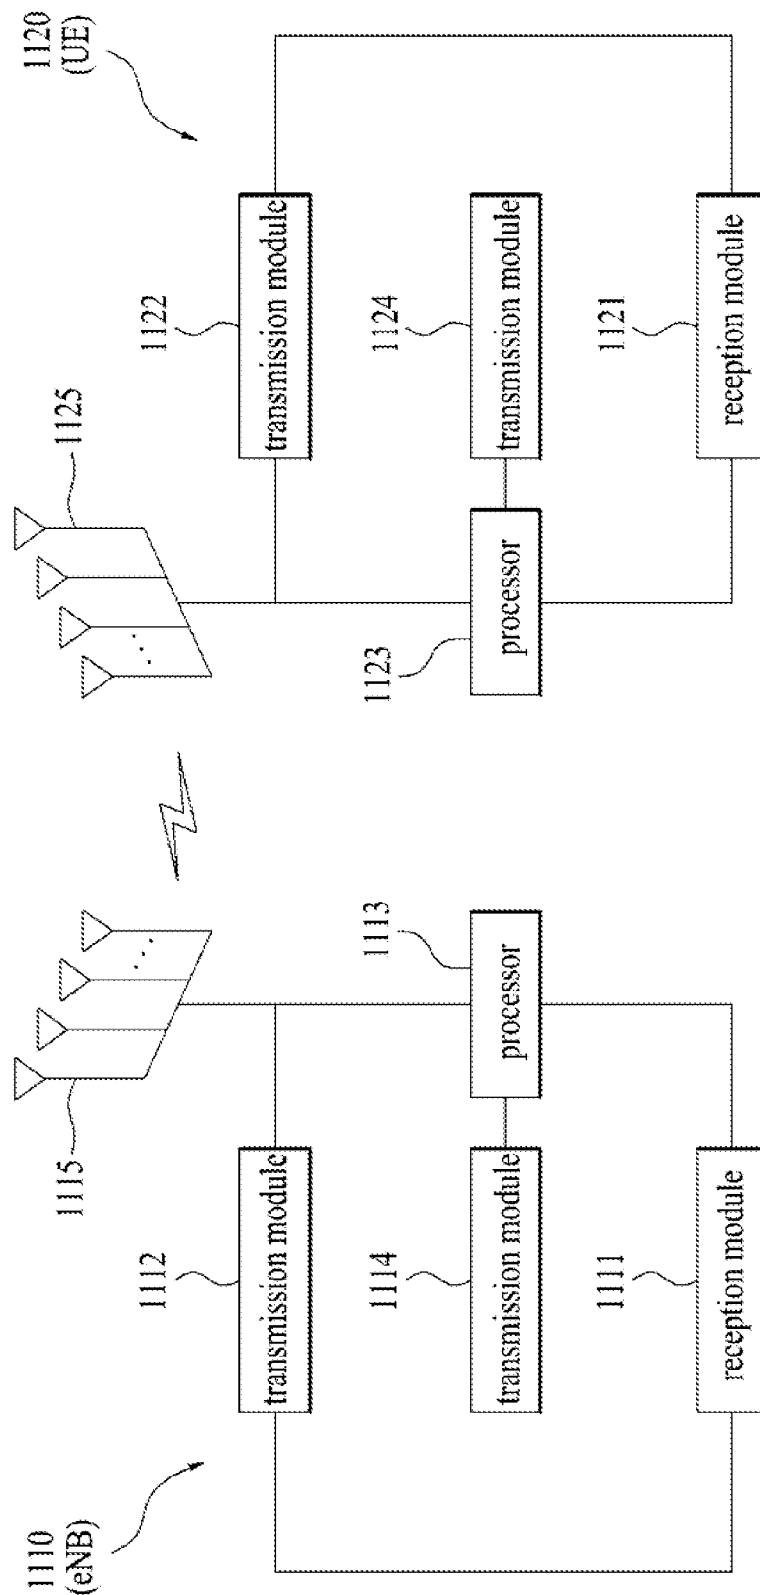 1110
(eNB)
1120
(UE)
1115
1125
1112
transmission module
1122
transmission module
1113
processor
1114
transmission module
1123
processor
1124
transmission module
1111
reception module
1121
reception module